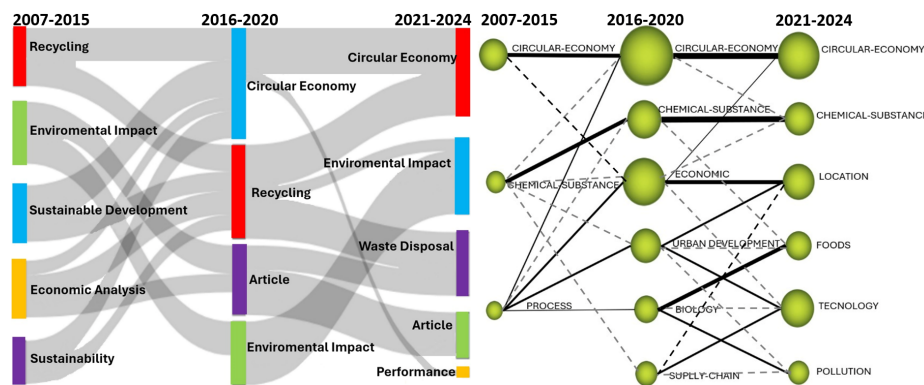 2007-2015
2016-2020
2021-2024
Recycling
Enviromental Impact
Sustainable Development
Economic Analysis
Sustainability
Circular Economy
Recycling
Article
Enviromental Impact
Circular Economy
Enviromental Impact
Waste Disposal
Article
Performance
2007-2015
2016-2020
2021-2024
CIRCULAR-ECONOMY
CHEMICAL-SUBSTANCE
PROCESS
CIRCULAR-ECONOMY
CHEMICAL-SUBSTANCE
ECONOMIC
URBAN DEVELOPMENT
BIOLOGY
SUPLLY-CHAIN
CIRCULAR-ECONOMY
CHEMICAL-SUBSTANCE
LOCATION
FOODS
TECNOLOGY
POLLUTION